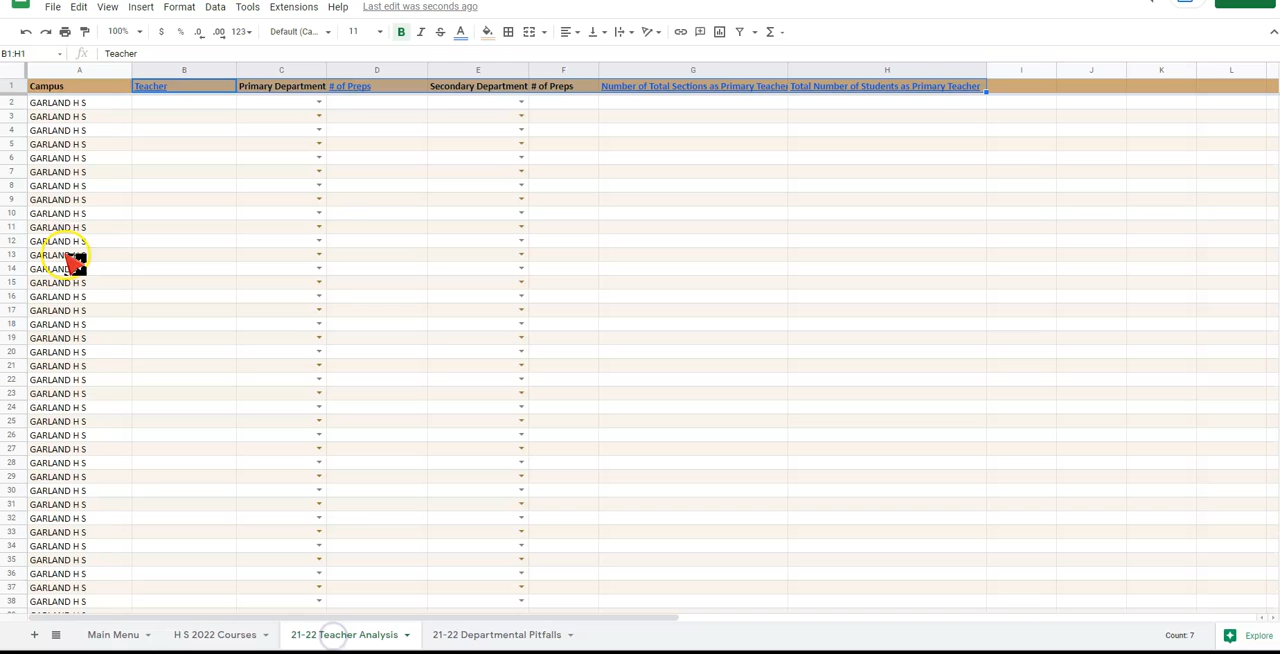 File Edit View Insert Format Data Tools Extensions Help Last edit was seconds ago
100% $ % .0 .00 123 Default (Ca... 11 B I S A
B1:H1 fx Teacher
A B C D E F G H I J K L
1 Campus Teacher Primary Department # of Preps Secondary Department # of Preps Number of Total Sections as Primary Teacher Total Number of Students as Primary Teacher
2 GARLAND H S
3 GARLAND H S
4 GARLAND H S
5 GARLAND H S
6 GARLAND H S
7 GARLAND H S
8 GARLAND H S
9 GARLAND H S
10 GARLAND H S
11 GARLAND H S
12 GARLAND H S
13 GARLAND
14 GARLAND
15 GARLAND H S
16 GARLAND H S
17 GARLAND H S
18 GARLAND H S
19 GARLAND H S
20 GARLAND H S
21 GARLAND H S
22 GARLAND H S
23 GARLAND H S
24 GARLAND H S
25 GARLAND H S
26 GARLAND H S
27 GARLAND H S
28 GARLAND H S
29 GARLAND H S
30 GARLAND H S
31 GARLAND H S
32 GARLAND H S
33 GARLAND H S
34 GARLAND H S
35 GARLAND H S
36 GARLAND H S
37 GARLAND H S
38 GARLAND H S
Main Menu H S 2022 Courses 21-22 Teacher Analysis 21-22 Departmental Pitfalls Count: 7 Explore